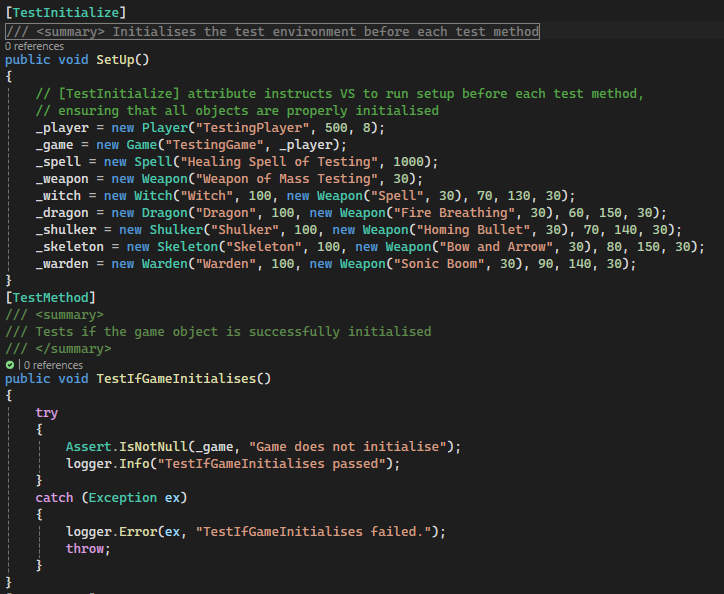 [TestInitialize]
/// <summary> Initialises the test environment before each test method
0 references
public void SetUp()
{
// [TestInitialize] attribute instructs VS to run setup before each test method,
// ensuring that all objects are properly initialised
_player = new Player("TestingPlayer", 500, 8);
_game = new Game("TestingGame", _player);
_spell = new Spell("Healing Spell of Testing", 1000);
_weapon = new Weapon("Weapon of Mass Testing", 30);
_witch = new Witch("Witch", 100, new Weapon("Spell", 30), 70, 130, 30);
_dragon = new Dragon("Dragon", 100, new Weapon("Fire Breathing", 30), 60, 150, 30);
_shulker = new Shulker("Shulker", 100, new Weapon("Homing Bullet", 30), 70, 140, 30);
_skeleton = new Skeleton("Skeleton", 100, new Weapon("Bow and Arrow", 30), 80, 150, 30);
_warden = new Warden("Warden", 100, new Weapon("Sonic Boom", 30), 90, 140, 30);
}
[TestMethod]
/// <summary>
/// Tests if the game object is successfully initialised
/// </summary>
| 0 references
public void TestIfGameInitialises()
{
try
{
Assert.IsNotNull(_game, "Game does not initialise");
logger.Info("TestIfGameInitialises passed");
}
catch (Exception ex)
{
logger.Error(ex, "TestIfGameInitialises failed.");
throw;
}
}